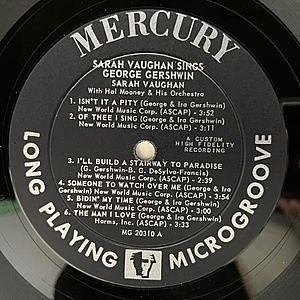 MERCURY
SARAH VAUGHAN SINGS
GEORGE GERSHWIN
SARAH VAUGHAN
With Hal Mooney & His Orchestra
1. ISN'T IT A PITY (George & Ira Gershwin)
New World Music Corp. (ASCAP) - 3:52
2. OF THEE I SING (George & Ira Gershwin)
New World Music Corp. (ASCAP) - 3:11
A CUSTOM
HIGH FIDELITY
RECORDING
3. I'LL BUILD A STAIRWAY TO PARADISE
(G. Gershwin-B. G. DeSylva-Francis)
New World Music Corp. (ASCAP) - 2:39
4. SOMEONE TO WATCH OVER ME (George & Ira
Gershwin) New World Music Corp. (ASCAP) - 3:54
5. BIDIN' MY TIME (George & Ira Gershwin)
New World Music Corp. (ASCAP) - 3:00
6. THE MAN I LOVE (George & Ira Gershwin)
Harms, Inc. (ASCAP) - 3:33
MG 20310 A
LONG PLAYING MICROGROOVE